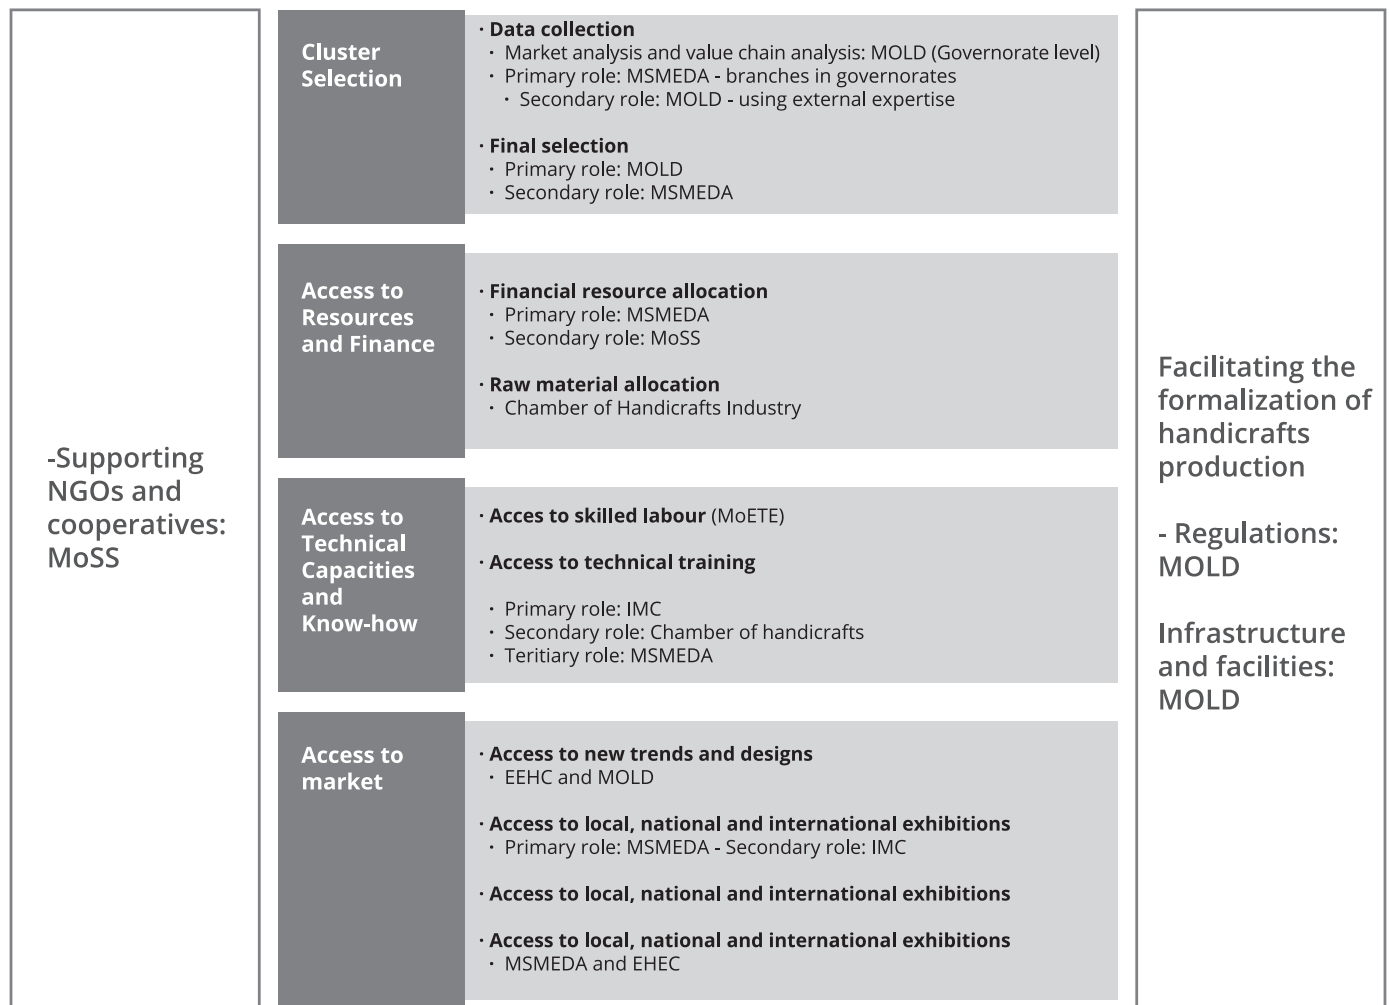 -Supporting
NGOs and
cooperatives:
MoSS
Cluster
Selection
· Data collection
· Market analysis and value chain analysis: MOLD (Governorate level)
· Primary role: MSMEDA - branches in governorates
· Secondary role: MOLD - using external expertise
· Final selection
· Primary role: MOLD
· Secondary role: MSMEDA
Access to
Resources
and Finance
· Financial resource allocation
· Primary role: MSMEDA
· Secondary role: MoSS
· Raw material allocation
· Chamber of Handicrafts Industry
Access to
Technical
Capacities
and
Know-how
· Acces to skilled labour (MoETE)
· Access to technical training
· Primary role: IMC
· Secondary role: Chamber of handicrafts
· Teritiary role: MSMEDA
Access to
market
· Access to new trends and designs
· EEHC and MOLD
· Access to local, national and international exhibitions
· Primary role: MSMEDA - Secondary role: IMC
· Access to local, national and international exhibitions
· Access to local, national and international exhibitions
· MSMEDA and EHEC
Facilitating the
formalization of
handicrafts
production
- Regulations:
MOLD
Infrastructure
and facilities:
MOLD